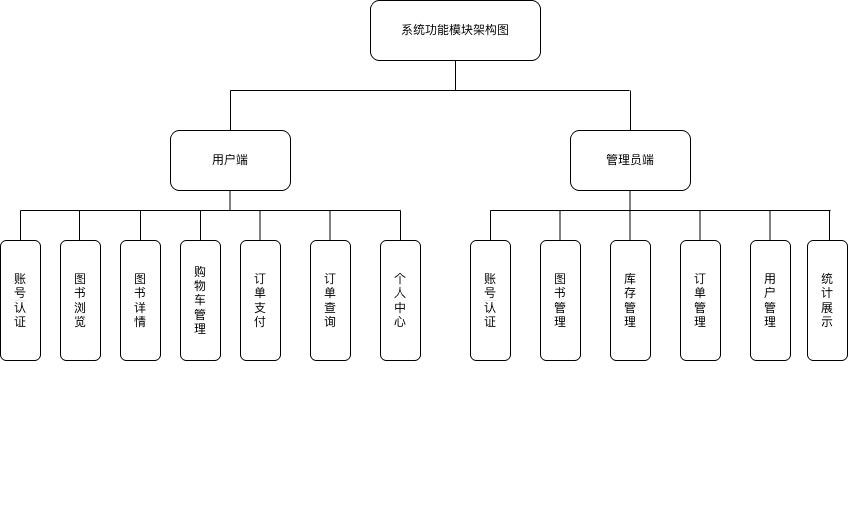 系统功能模块架构图
用户端
管理员端
账号认证
图书浏览
图书详情
购物车管理
订单支付
订单查询
个人中心
账号认证
图书管理
库存管理
订单管理
用户管理
统计展示